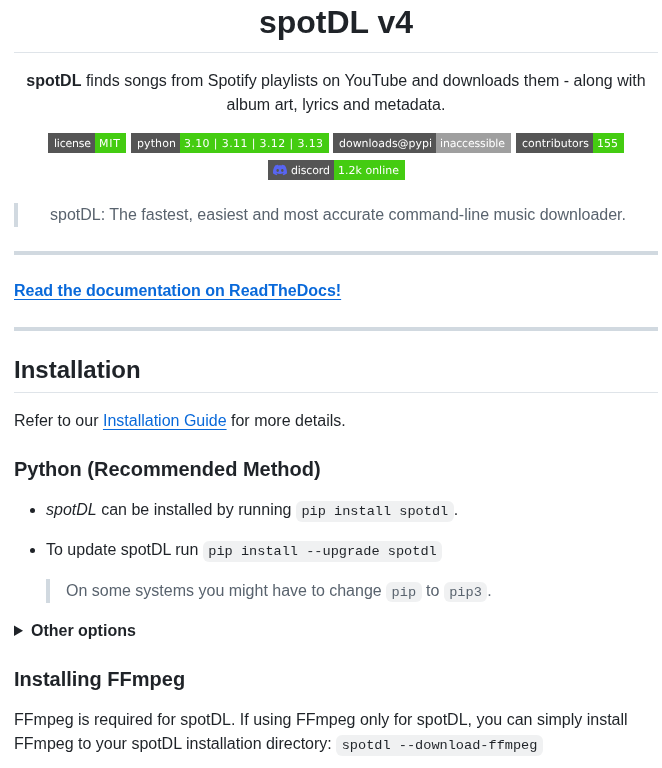 spotDL v4
spotDL finds songs from Spotify playlists on YouTube and downloads them - along with
album art, lyrics and metadata.
license MIT python 3.10 | 3.11 | 3.12 | 3.13 downloads@pypi inaccessible contributors 155
discord 1.2k online
spotDL: The fastest, easiest and most accurate command-line music downloader.
Read the documentation on ReadTheDocs!
Installation
Refer to our Installation Guide for more details.
Python (Recommended Method)
• spotDL can be installed by running pip install spotdl.
• To update spotDL run pip install --upgrade spotdl
On some systems you might have to change pip to pip3.
Other options
Installing FFmpeg
FFmpeg is required for spotDL. If using FFmpeg only for spotDL, you can simply install
FFmpeg to your spotDL installation directory: spotdl --download-ffmpeg